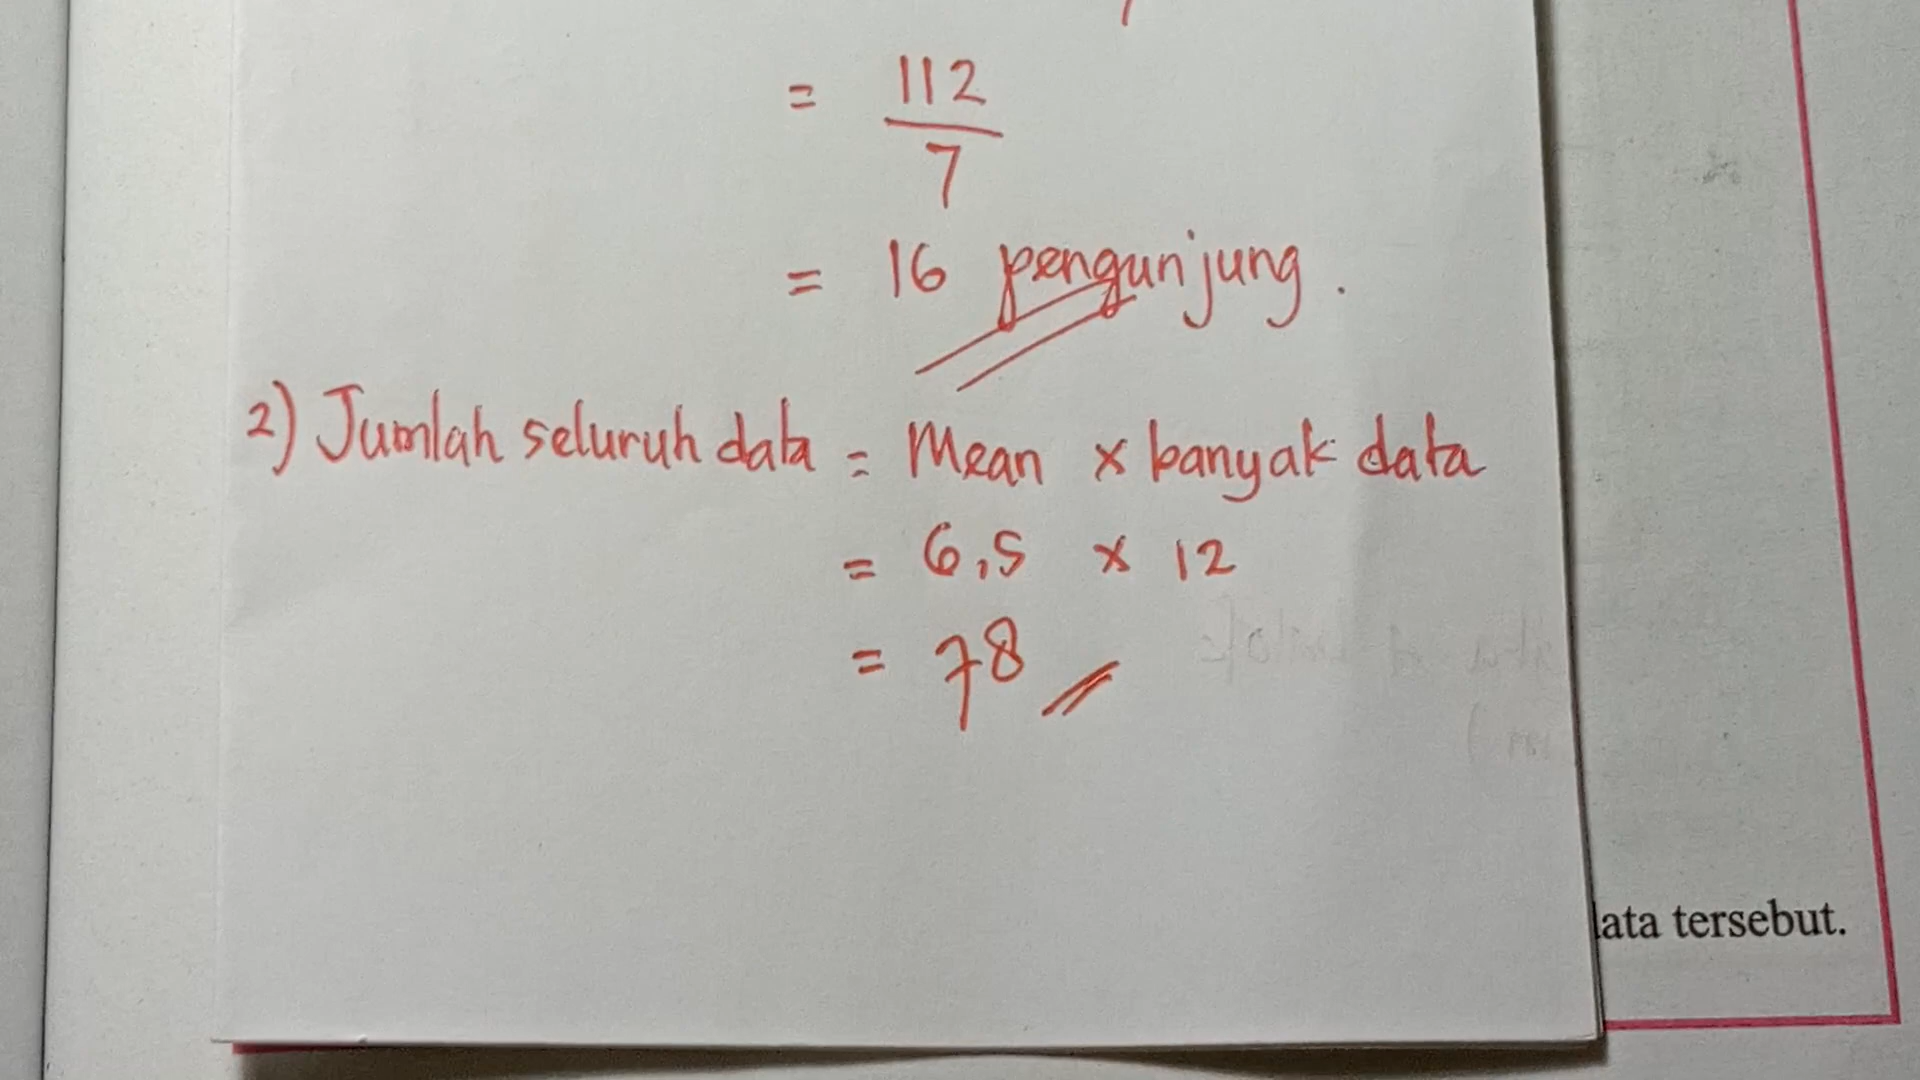 = 112
7
= 16 pengunjung.
2) Jumlah seluruh data = Mean x banyak data
= 6,5 x 12
= 78
ata tersebut.